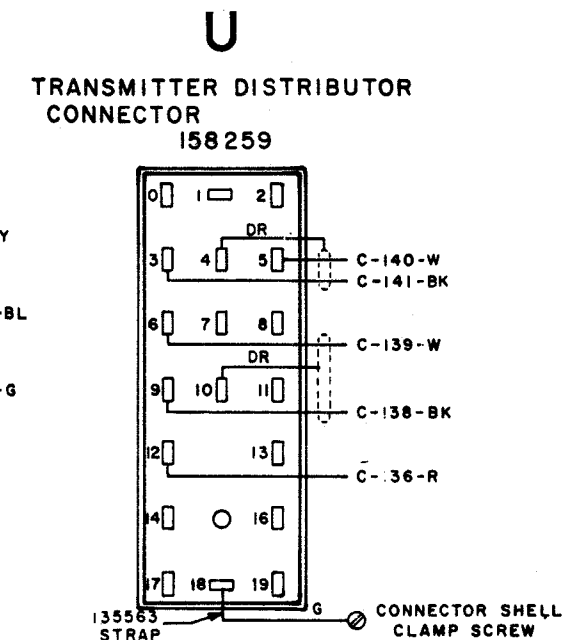 U
TRANSMITTER DISTRIBUTOR
CONNECTOR
158259
0 1 2
Y
DR
3 4 5 C-140-W
C-141-BK
-BL
6 7 8
C-139-W
DR
-G
9 10 11
C-138-BK
12 13
C-136-R
14 16
17 18 19
135563 G CONNECTOR SHELL
STRAP CLAMP SCREW